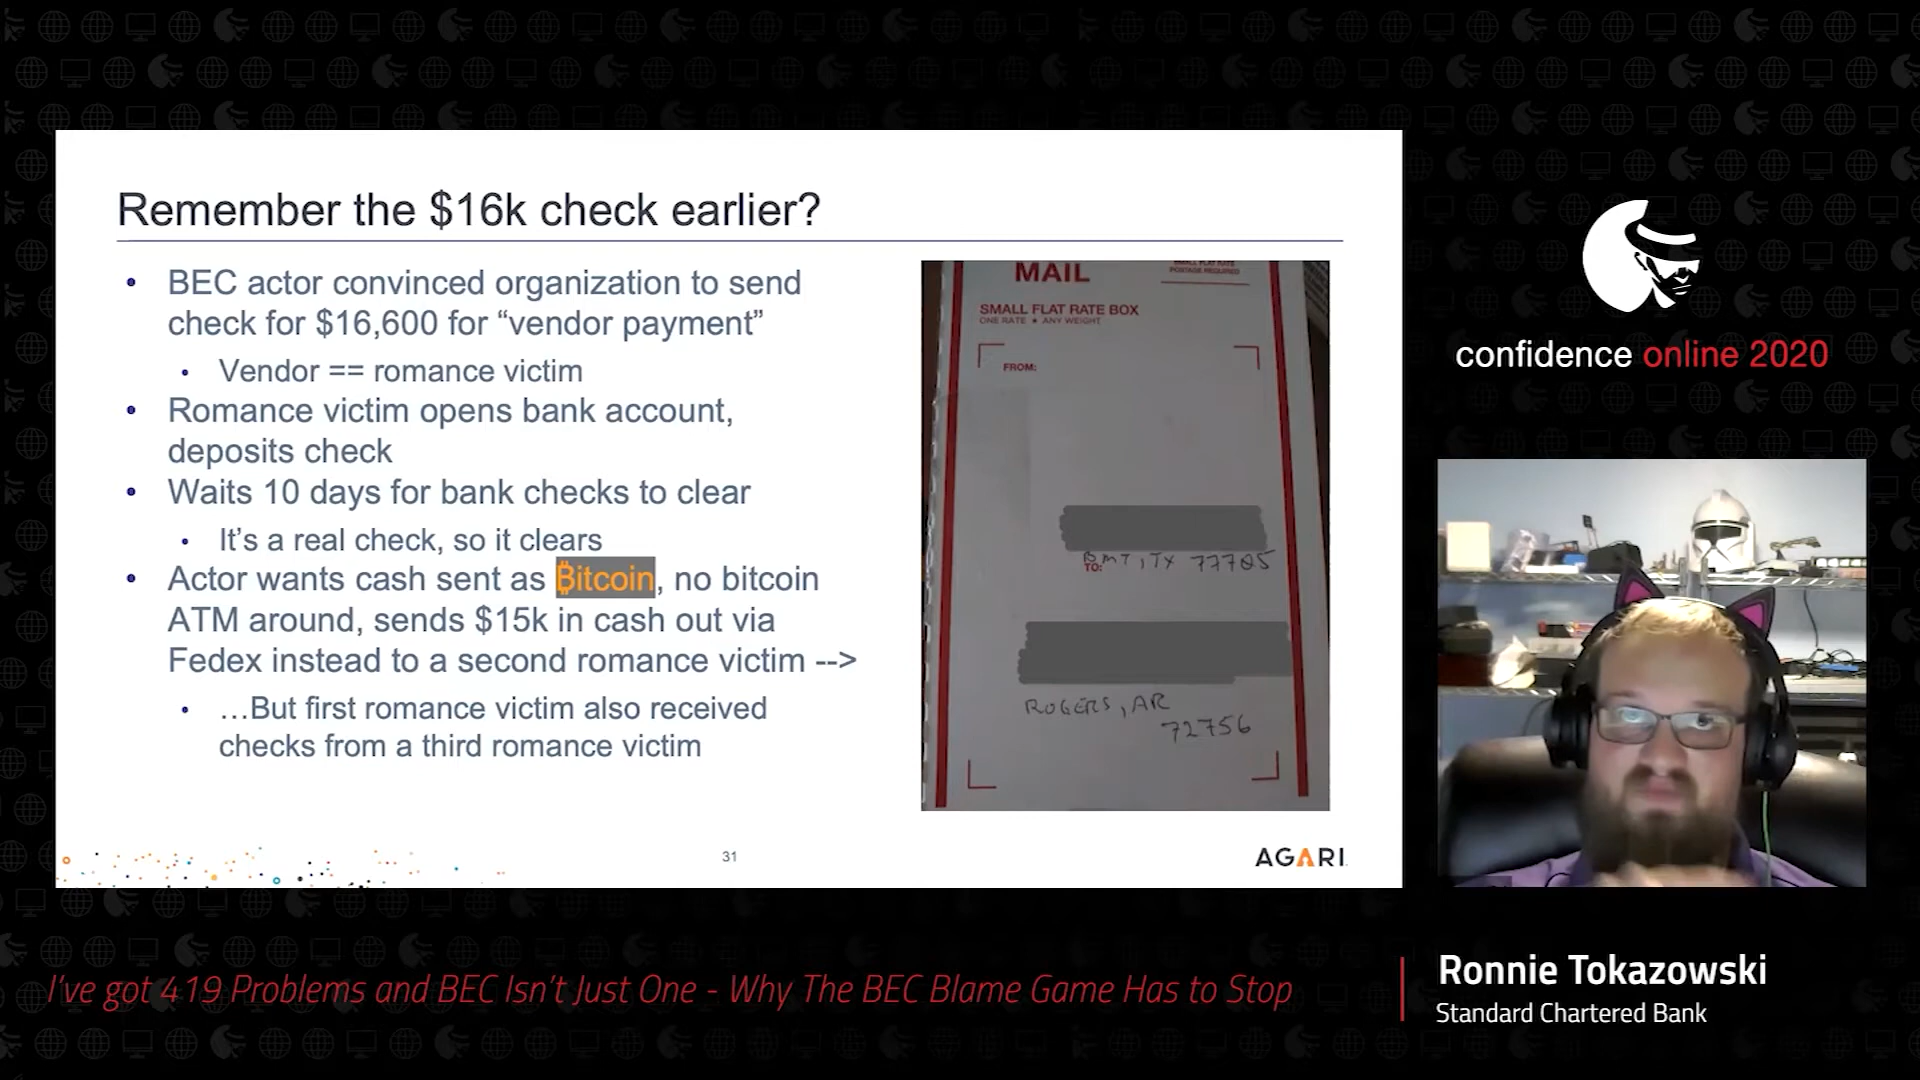 Remember the $16k check earlier?
• BEC actor convinced organization to send
check for $16,600 for “vendor payment”
• Vendor == romance victim
• Romance victim opens bank account,
deposits check
• Waits 10 days for bank checks to clear
• It’s a real check, so it clears
• Actor wants cash sent as ₿itcoin, no bitcoin
ATM around, sends $15k in cash out via
Fedex instead to a second romance victim -->
• …But first romance victim also received
checks from a third romance victim
MAIL
SMALL FLAT RATE
POSTAGE REQUIRED
SMALL FLAT RATE BOX
ONE RATE ★ ANY WEIGHT
FROM:
BMT, TX 77705
TO:
ROGERS, AR
72756
31
AGARI
confidence online 2020
I’ve got 419 Problems and BEC Isn’t Just One - Why The BEC Blame Game Has to Stop
Ronnie Tokazowski
Standard Chartered Bank